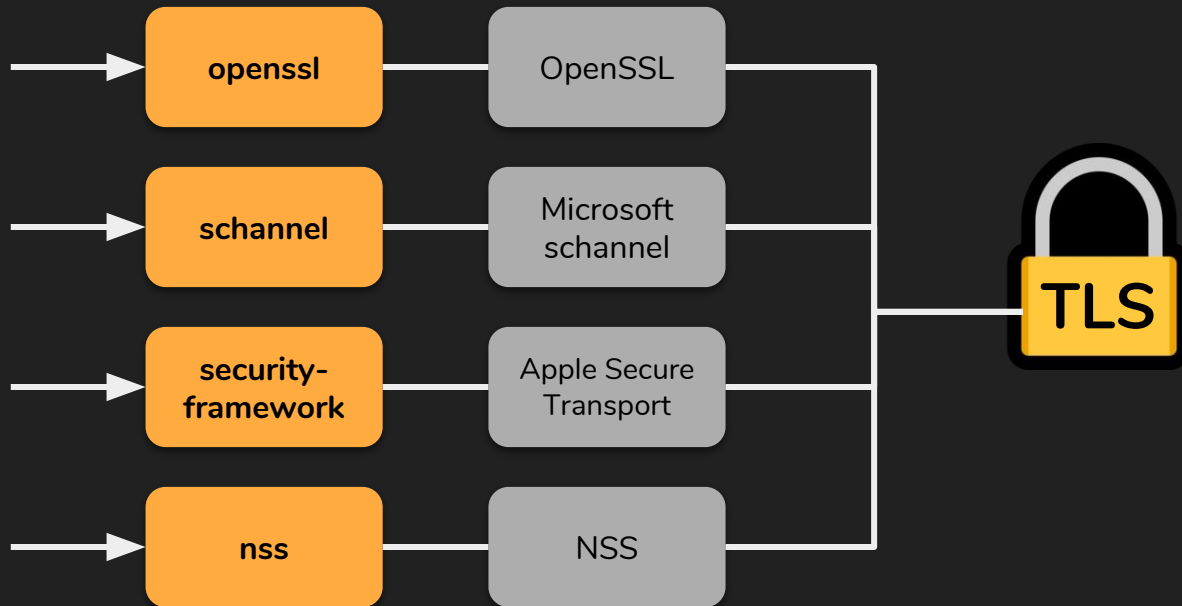 openssl
OpenSSL
schannel
Microsoft
schannel
security-
framework
Apple Secure
Transport
nss
NSS
TLS